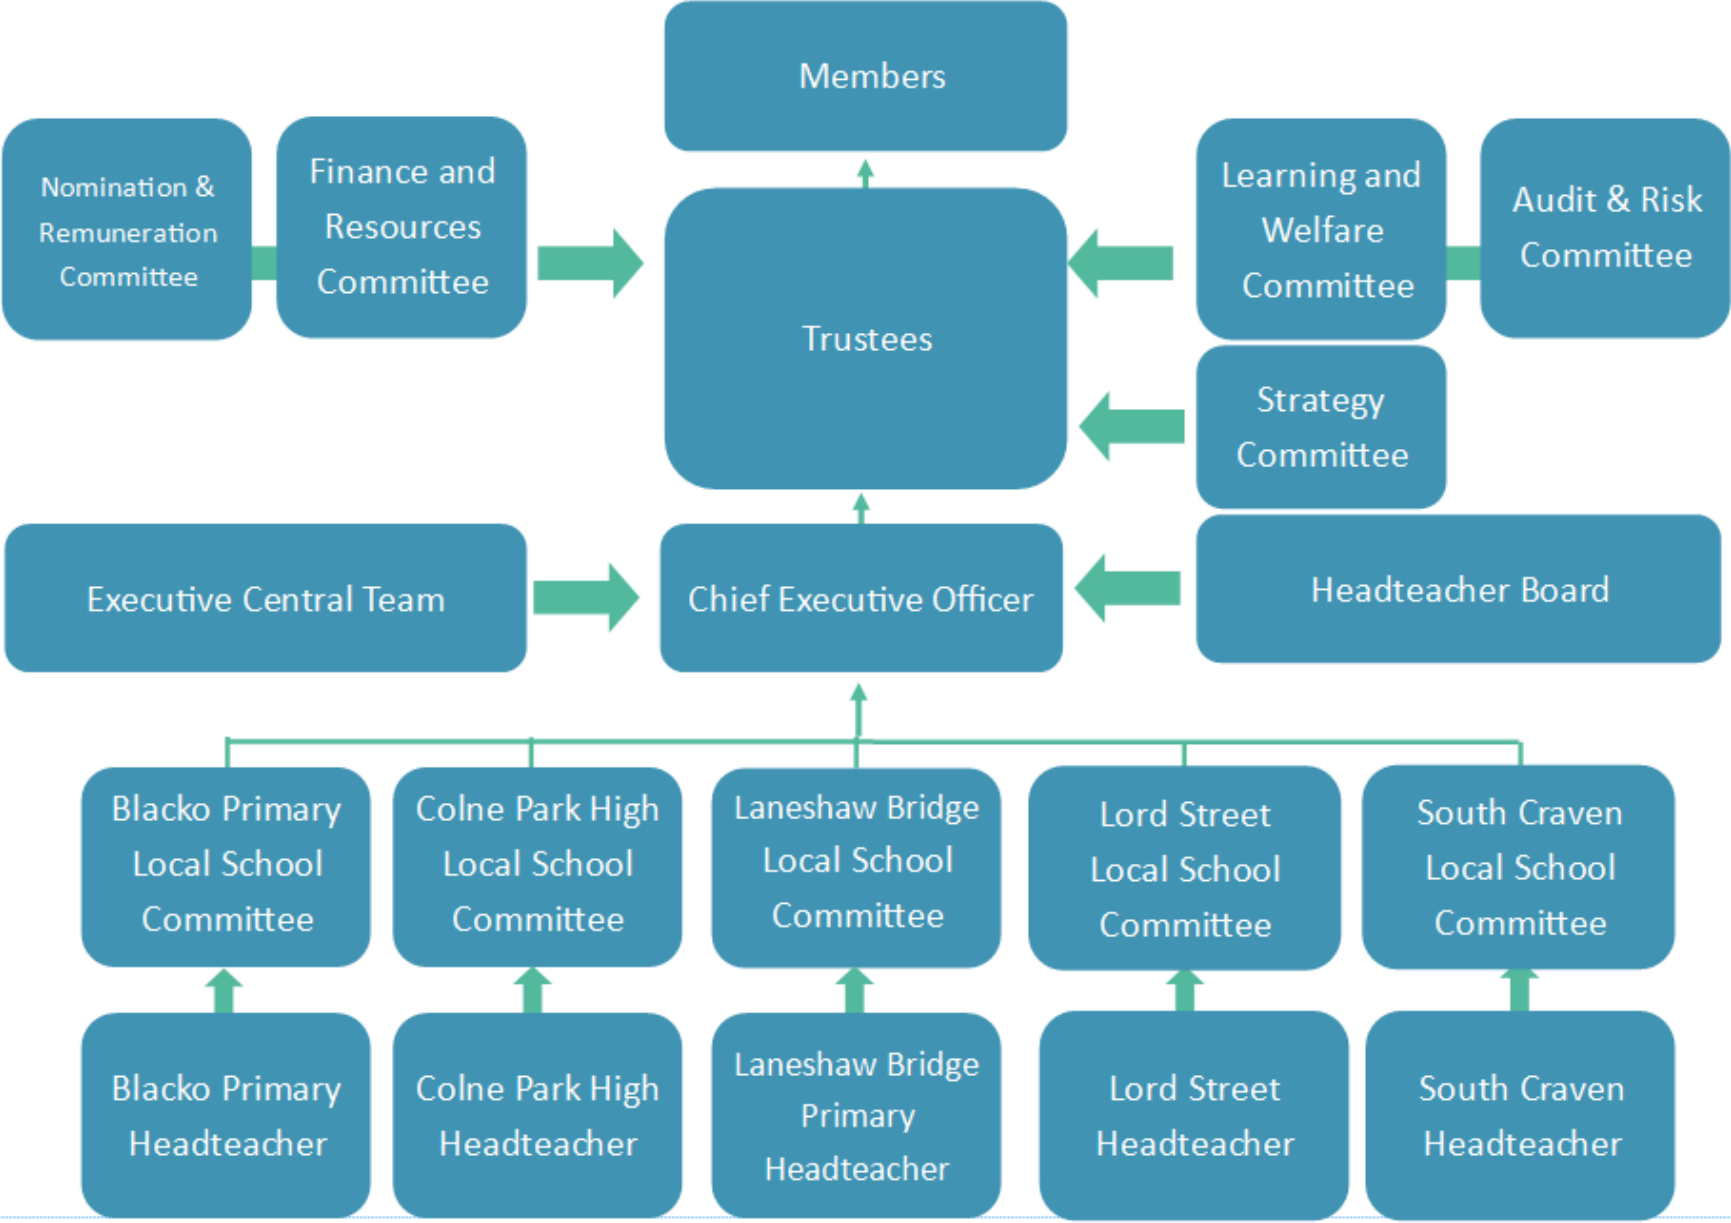 Members
Nomination &
Remuneration
Committee
Finance and
Resources
Committee
Trustees
Learning and
Welfare
Committee
Audit & Risk
Committee
Strategy
Committee
Executive Central Team
Chief Executive Officer
Headteacher Board
Blacko Primary
Local School
Committee
Colne Park High
Local School
Committee
Laneshaw Bridge
Local School
Committee
Lord Street
Local School
Committee
South Craven
Local School
Committee
Blacko Primary
Headteacher
Colne Park High
Headteacher
Laneshaw Bridge
Primary
Headteacher
Lord Street
Headteacher
South Craven
Headteacher